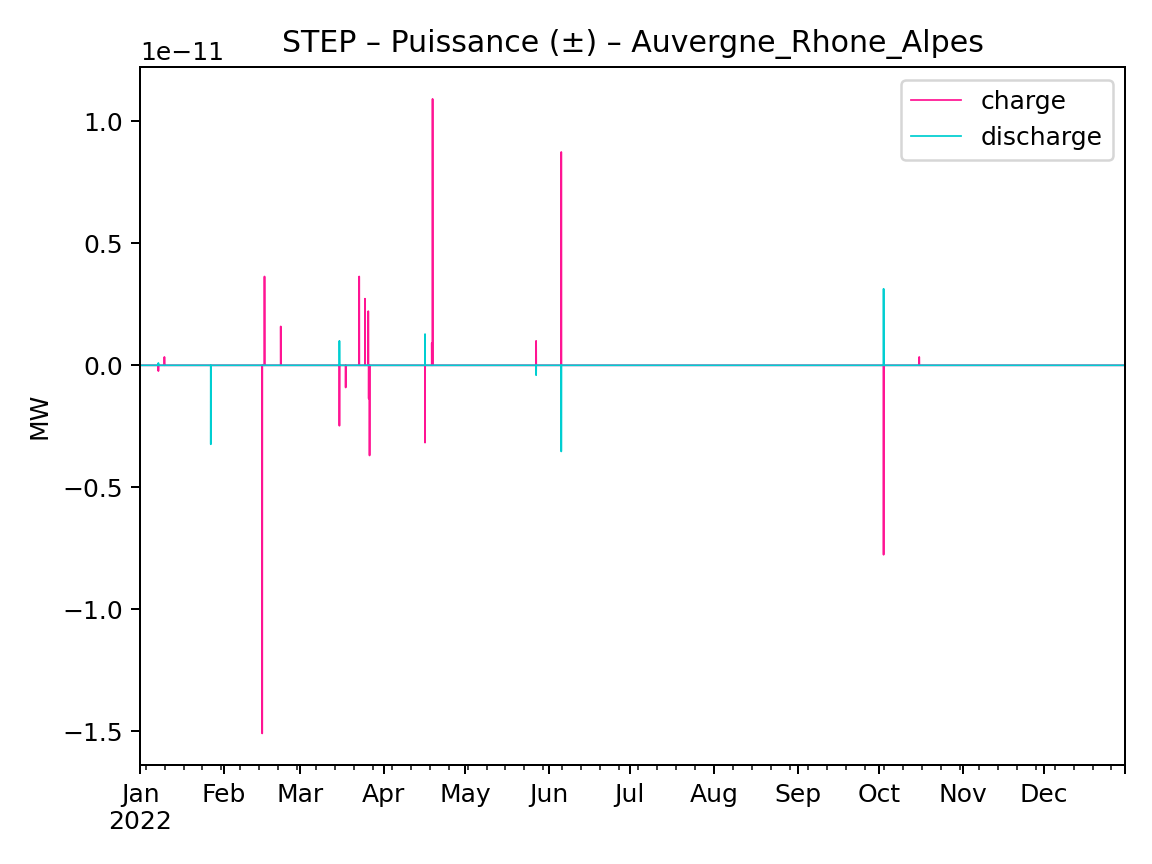 STEP – Puissance (±) – Auvergne_Rhone_Alpes
1e−11
charge
discharge
1.0
0.5
0.0
−0.5
−1.0
−1.5
MW
Jan Feb Mar Apr May Jun Jul Aug Sep Oct Nov Dec
2022